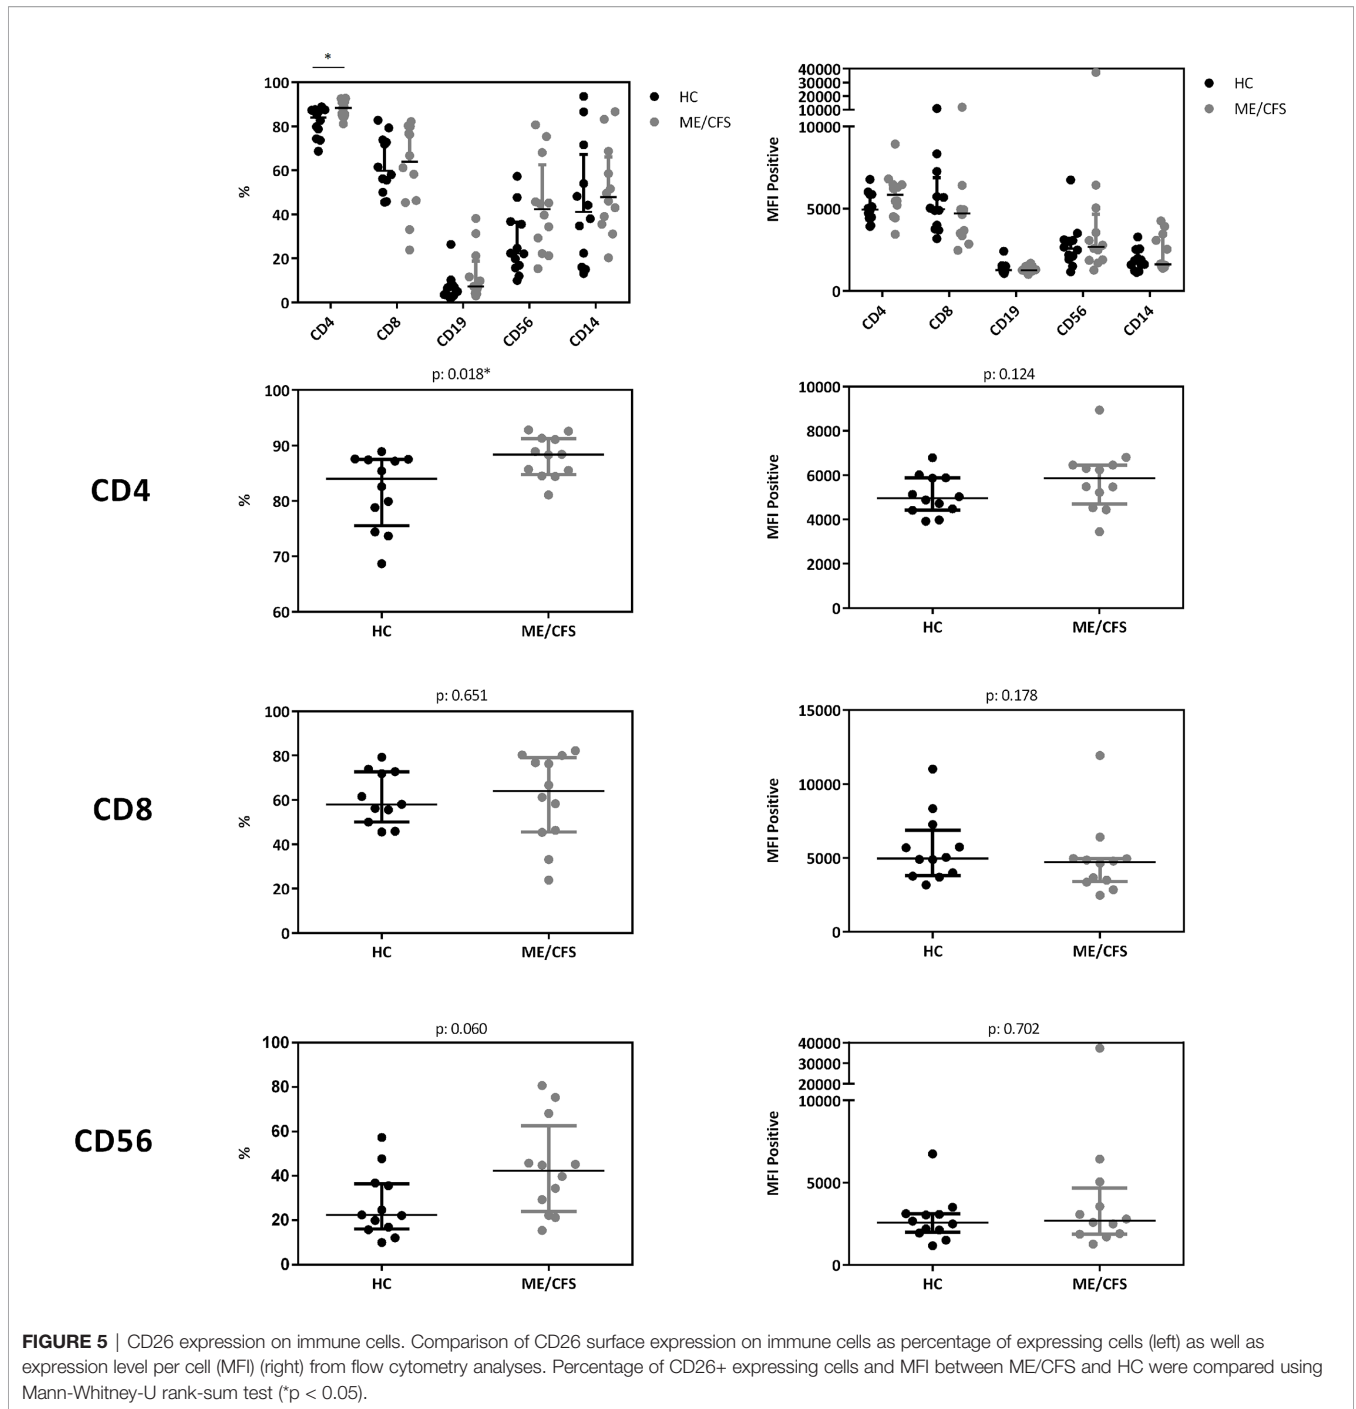 *
100
80
60
40
20
0
%
CD4
CD8
CD19
CD56
CD14
HC
ME/CFS
40000
30000
20000
10000
10000
5000
0
MFI Positive
CD4
CD8
CD19
CD56
CD14
HC
ME/CFS
CD4
p: 0.018*
100
90
80
70
60
%
HC
ME/CFS
p: 0.124
10000
8000
6000
4000
2000
0
MFI Positive
HC
ME/CFS
CD8
p: 0.651
100
80
60
40
20
0
%
HC
ME/CFS
p: 0.178
15000
10000
5000
0
MFI Positive
HC
ME/CFS
CD56
p: 0.060
100
80
60
40
20
0
%
HC
ME/CFS
p: 0.702
40000
30000
20000
10000
5000
0
MFI Positive
HC
ME/CFS
FIGURE 5 | CD26 expression on immune cells. Comparison of CD26 surface expression on immune cells as percentage of expressing cells (left) as well as
expression level per cell (MFI) (right) from flow cytometry analyses. Percentage of CD26+ expressing cells and MFI between ME/CFS and HC were compared using
Mann-Whitney-U rank-sum test (*p < 0.05).